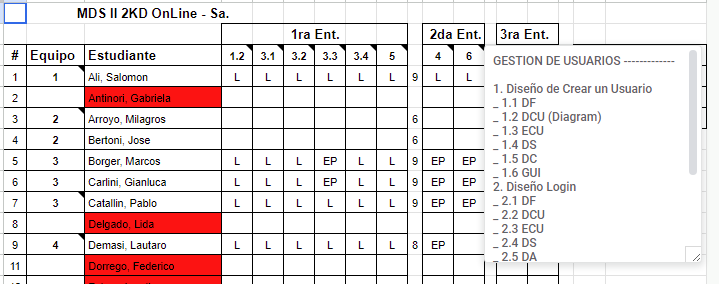 MDS II 2KD OnLine - Sa.
1ra Ent. 2da Ent. 3ra Ent.
# Equipo Estudiante 1.2 3.1 3.2 3.3 3.4 5 4 6
1 1 Ali, Salomon L L L L L L 9 L L
2 Antinori, Gabriela
3 2 Arroyo, Milagros 6
4 2 Bertoni, Jose 6
5 3 Borger, Marcos L L L EP L L 9 EP EP
6 3 Carlini, Gianluca L L L EP L L 9 EP EP
7 3 Catallin, Pablo L L L L L L 9 EP EP
8 Delgado, Lida
9 4 Demasi, Lautaro L L L L L L 8 EP
11 Dorrego, Federico
GESTION DE USUARIOS -------------
1. Diseño de Crear un Usuario
_ 1.1 DF
_ 1.2 DCU (Diagram)
_ 1.3 ECU
_ 1.4 DS
_ 1.5 DC
_ 1.6 GUI
2. Diseño Login
_ 2.1 DF
_ 2.2 DCU
_ 2.3 ECU
_ 2.4 DS
_ 2.5 DA